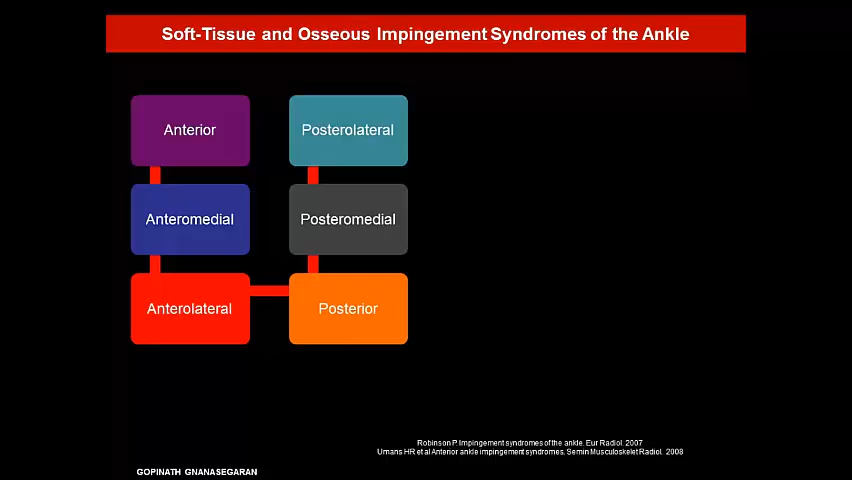 Soft-Tissue and Osseous Impingement Syndromes of the Ankle
Anterior
Posterolateral
Anteromedial
Posteromedial
Anterolateral
Posterior
Robinson P. Impingement syndromes of the ankle. Eur Radiol. 2007
Umans HR et al Anterior ankle impingement syndromes. Semin Musculoskelet Radiol. 2008
GOPINATH GNANASEGARAN